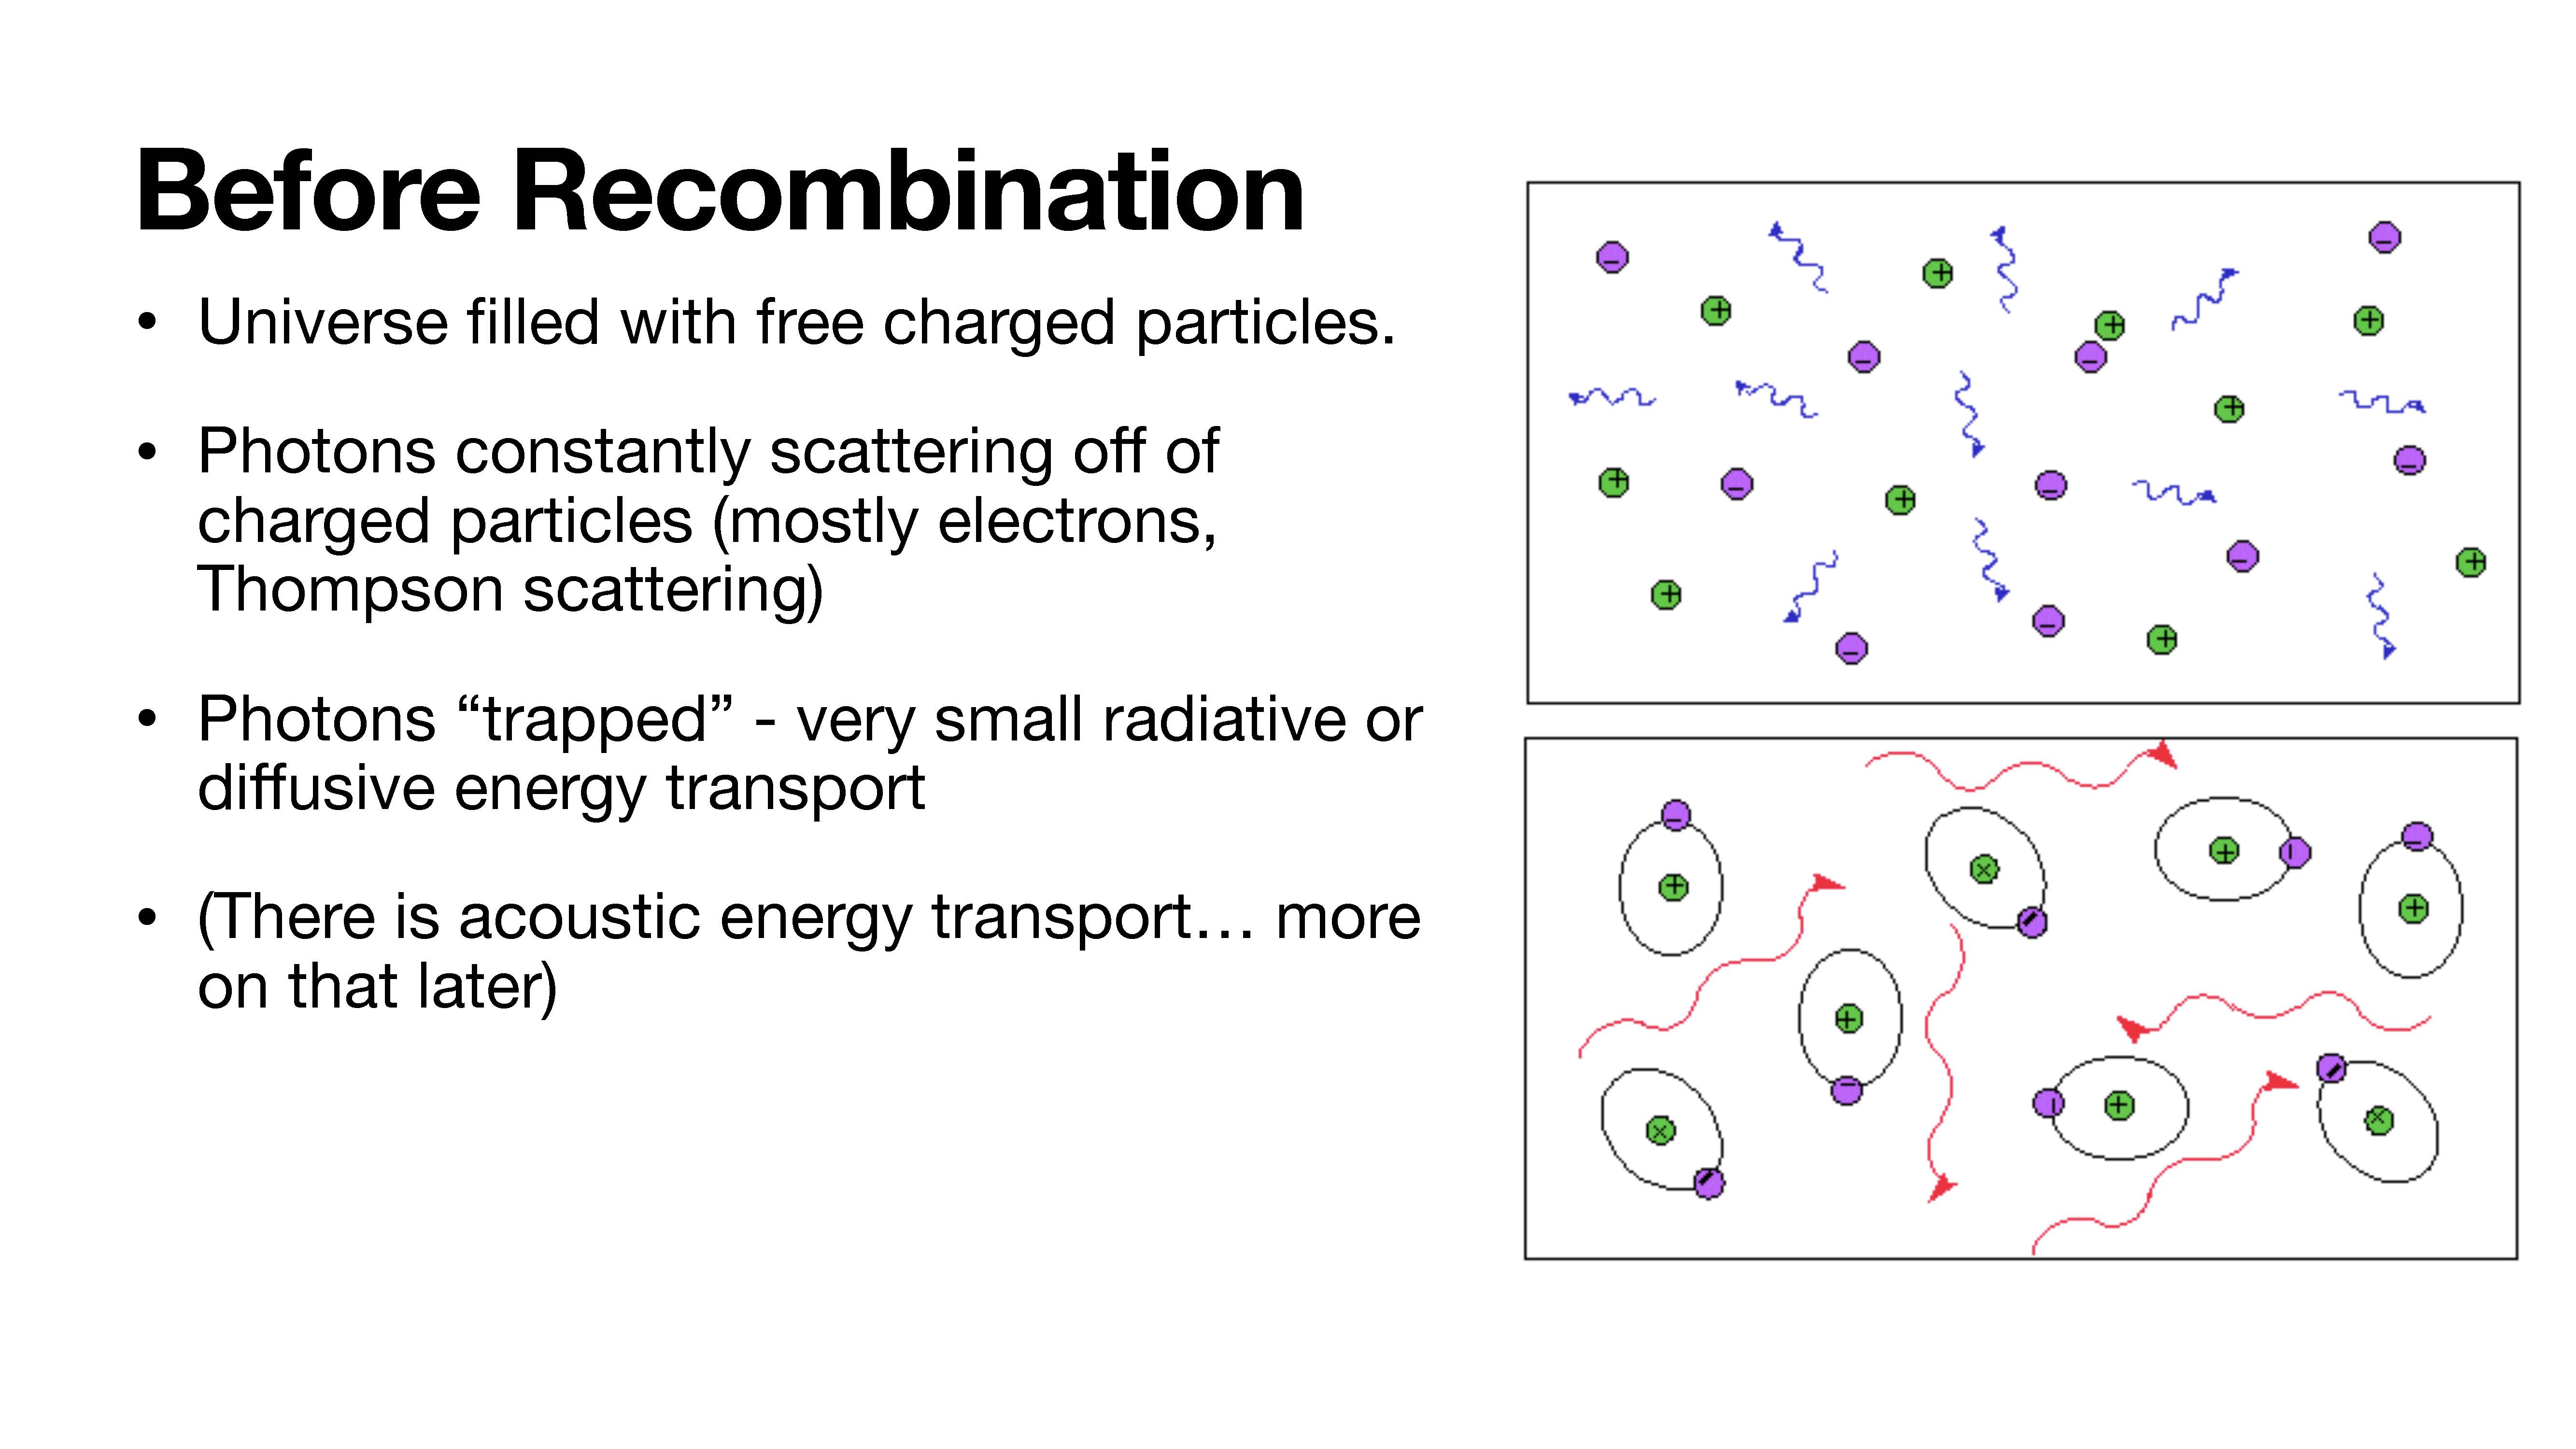 Before Recombination
• Universe filled with free charged particles.
• Photons constantly scattering off of
charged particles (mostly electrons,
Thompson scattering)
• Photons “trapped” - very small radiative or
diffusive energy transport
• (There is acoustic energy transport… more
on that later)